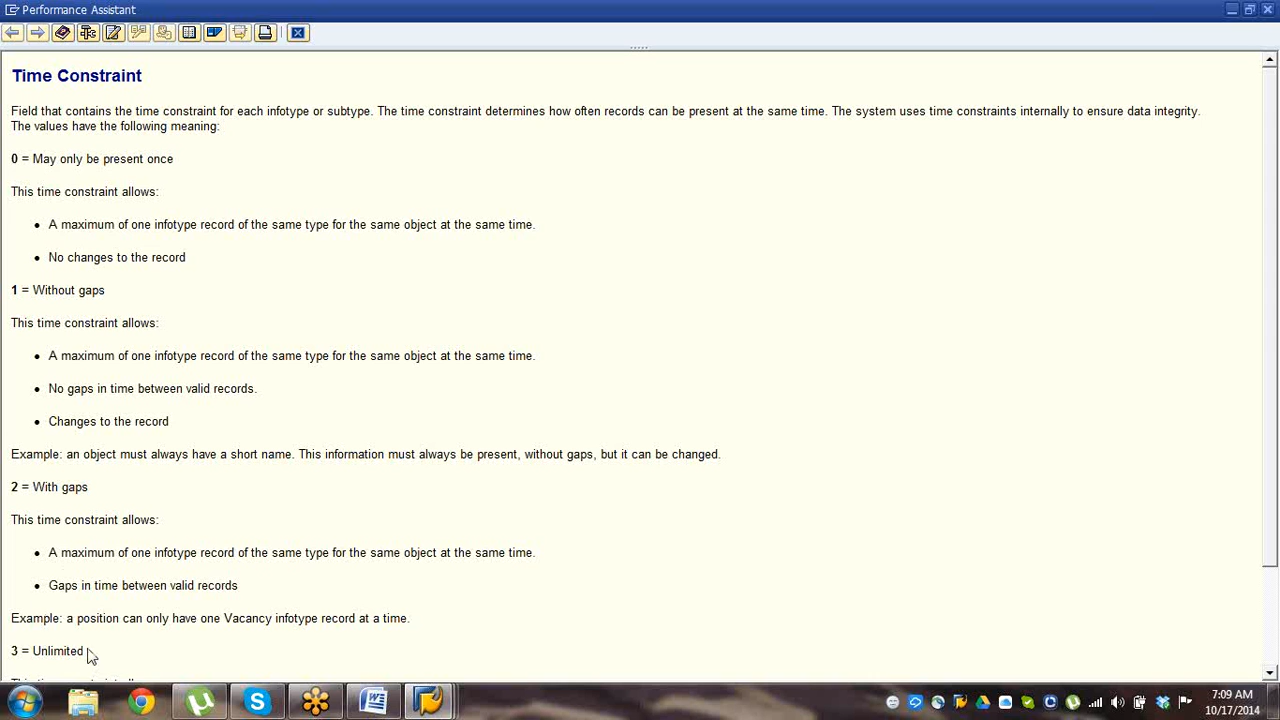 Performance Assistant
Time Constraint
Field that contains the time constraint for each infotype or subtype. The time constraint determines how often records can be present at the same time. The system uses time constraints internally to ensure data integrity.
The values have the following meaning:
0 = May only be present once
This time constraint allows:
• A maximum of one infotype record of the same type for the same object at the same time.
• No changes to the record
1 = Without gaps
This time constraint allows:
• A maximum of one infotype record of the same type for the same object at the same time.
• No gaps in time between valid records.
• Changes to the record
Example: an object must always have a short name. This information must always be present, without gaps, but it can be changed.
2 = With gaps
This time constraint allows:
• A maximum of one infotype record of the same type for the same object at the same time.
• Gaps in time between valid records
Example: a position can only have one Vacancy infotype record at a time.
3 = Unlimited
7:09 AM
10/17/2014